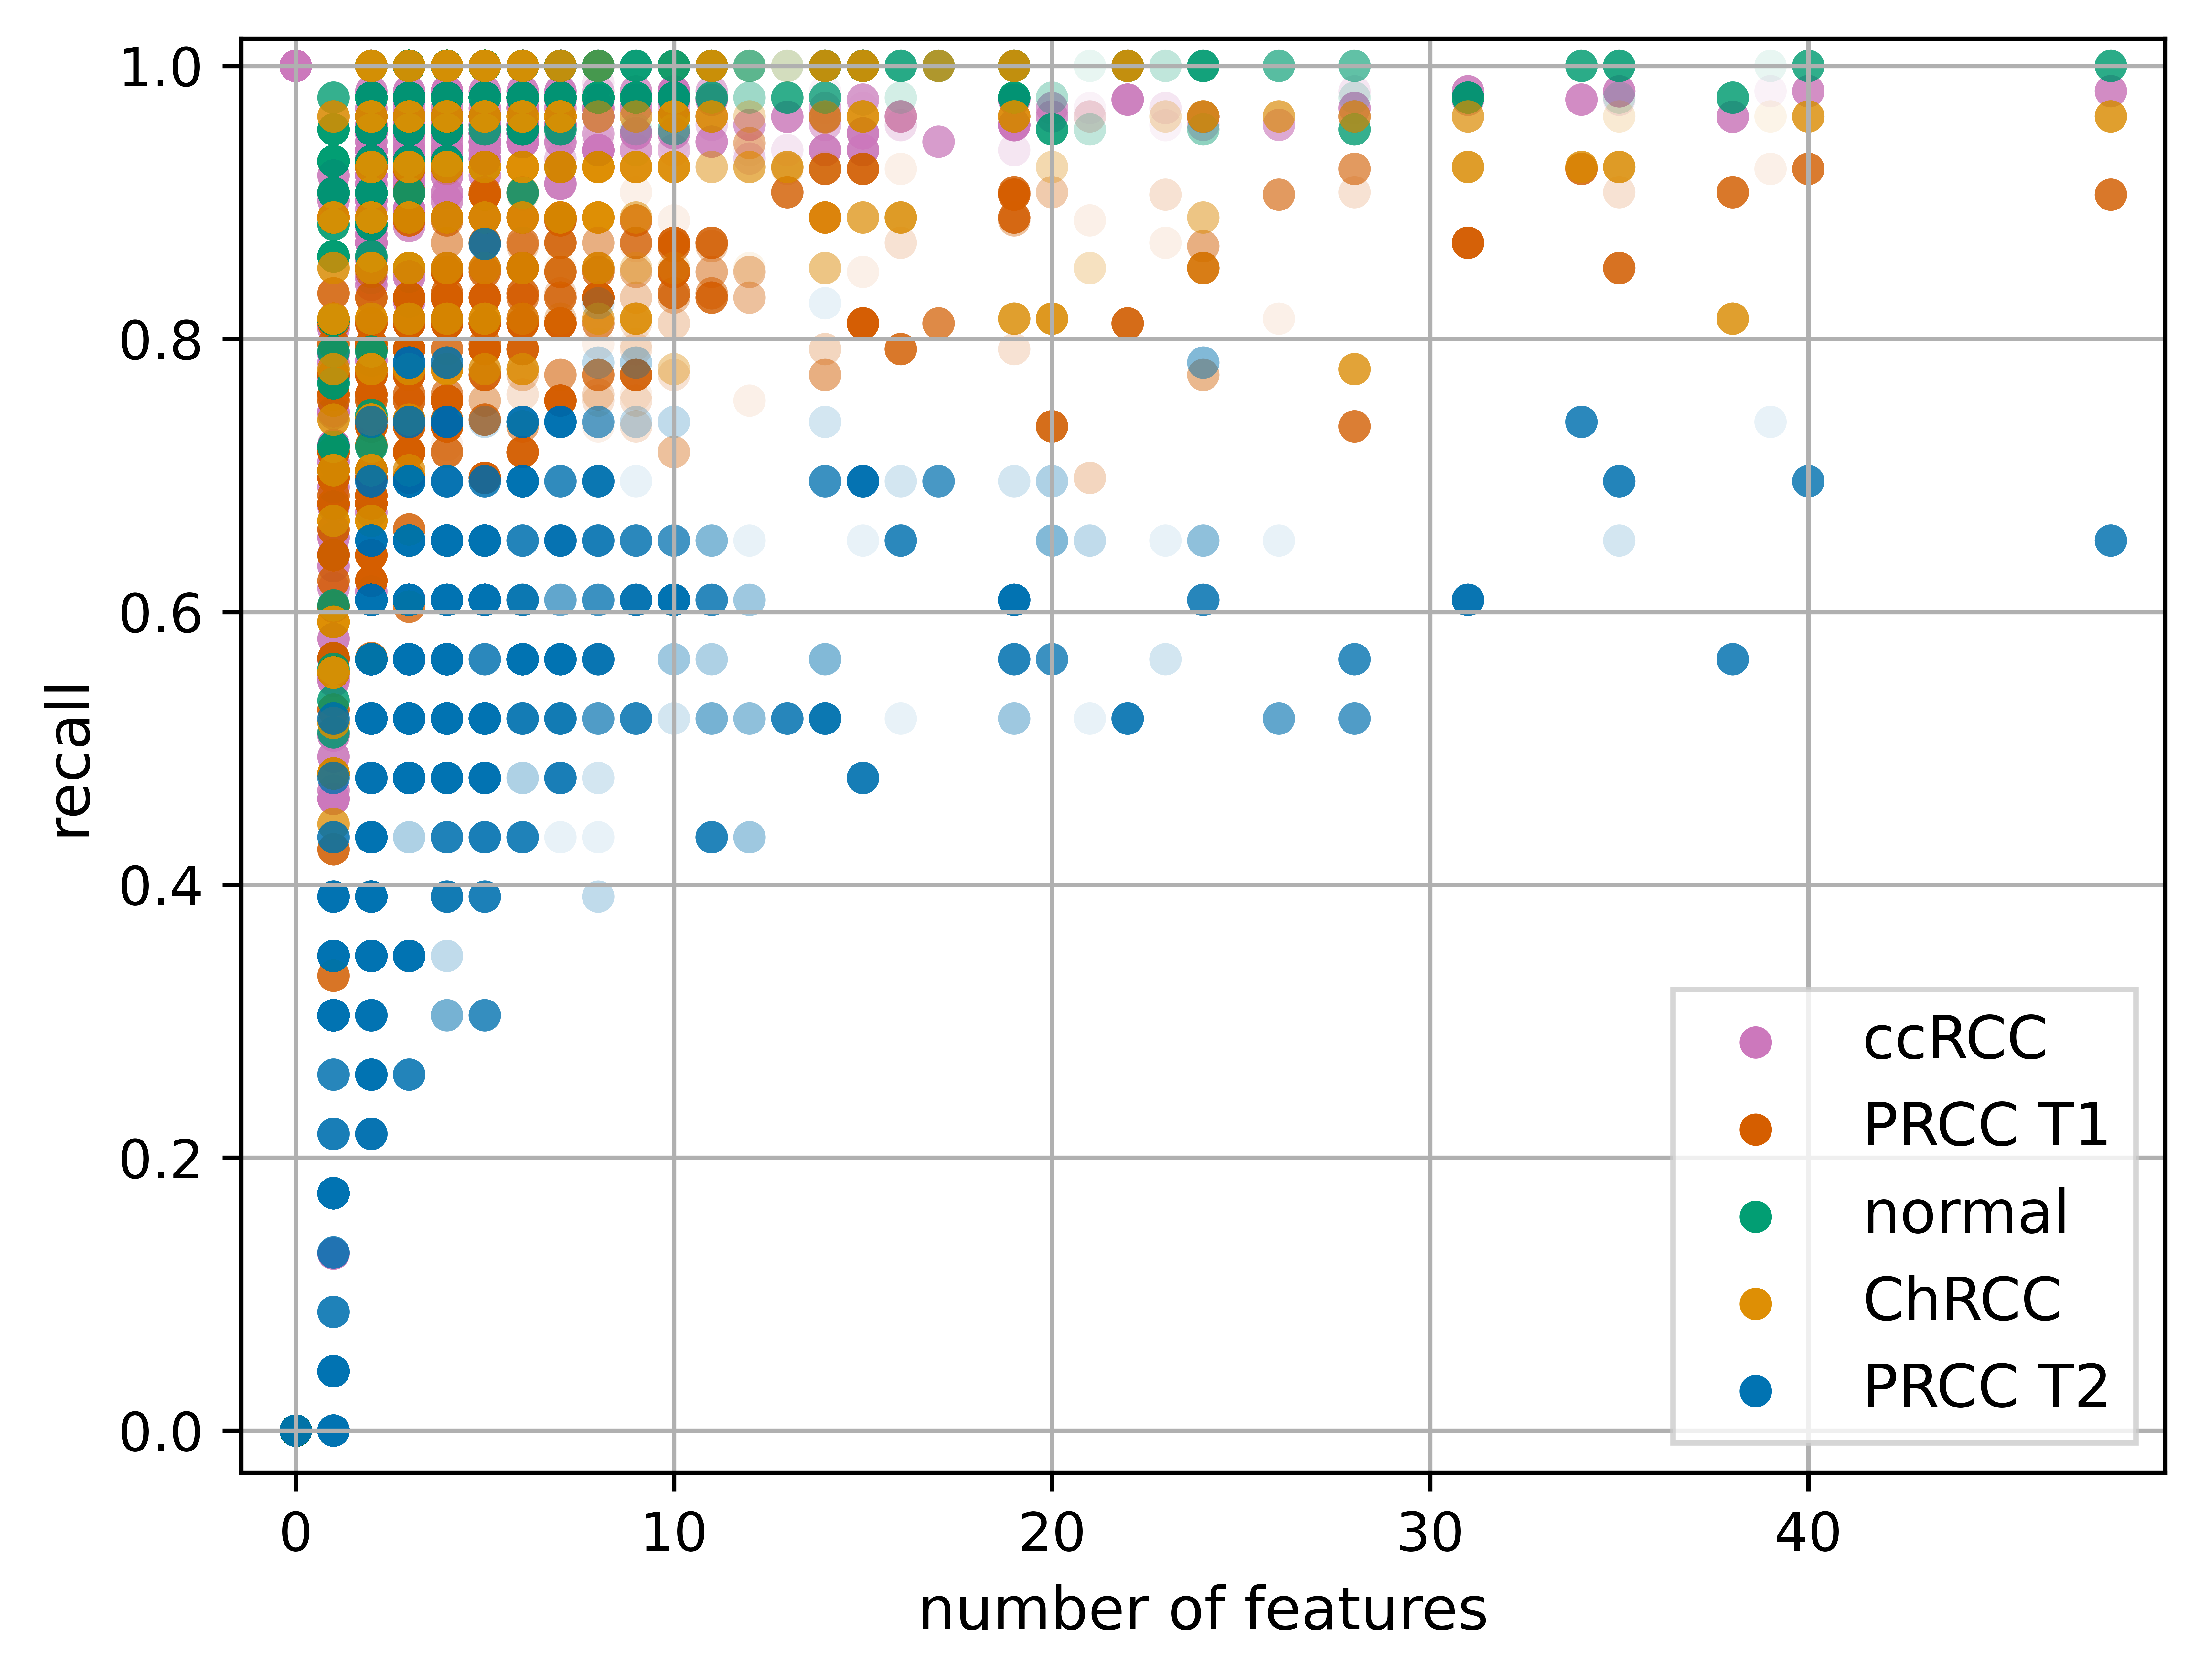 1.0
0.8
0.6
0.4
0.2
0.0
recall
0 10 20 30 40
number of features
ccRCC
PRCC T1
normal
ChRCC
PRCC T2